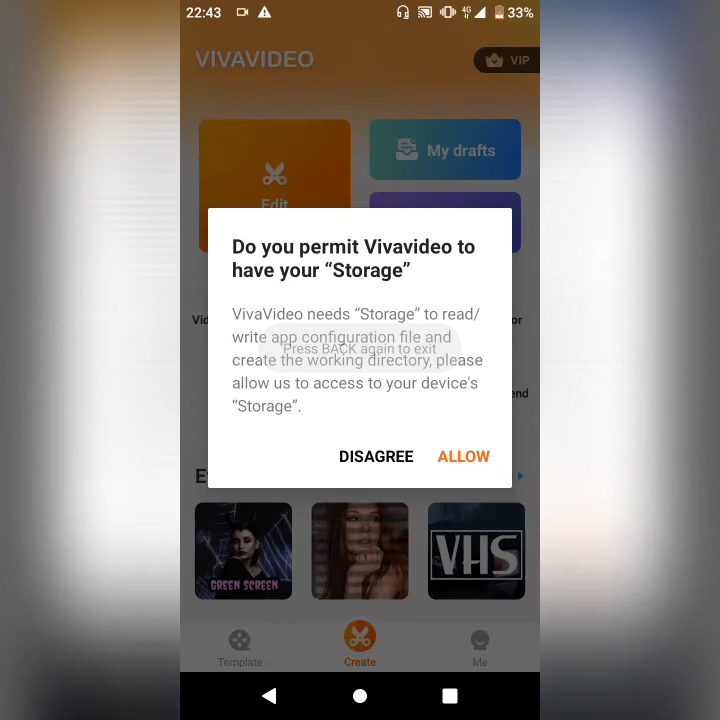 22:43
4G
33%
VIVAVIDEO
VIP
My drafts
Edit
Do you permit Vivavideo to
have your “Storage”
VivaVideo needs “Storage” to read/
write app configuration file and
Press BACK again to exit
create the working directory, please
allow us to access to your device's
“Storage”.
DISAGREE
ALLOW
GREEN SCREEN
VHS
Template
Create
Me